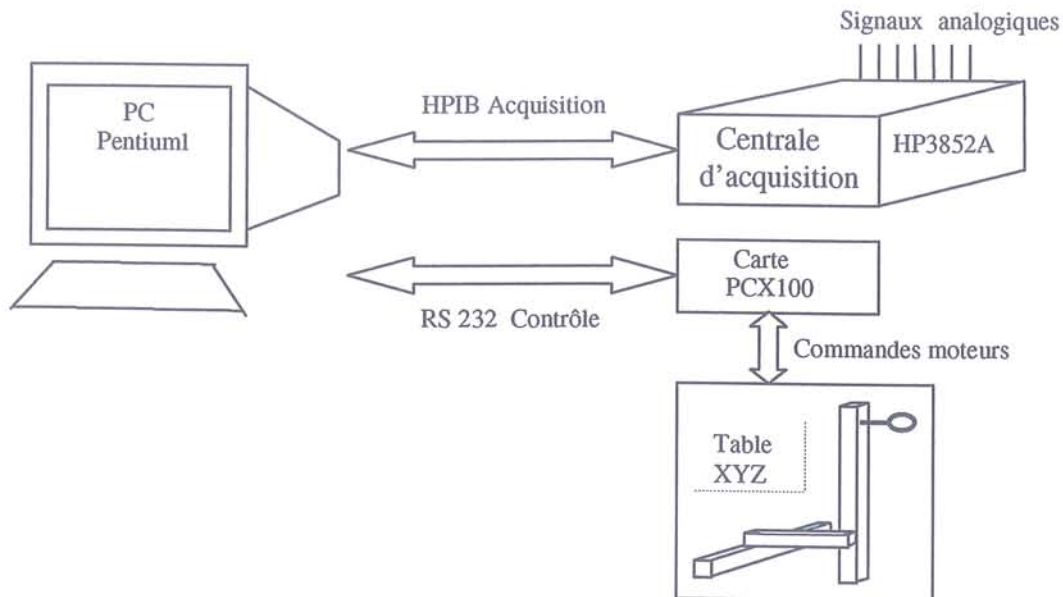 Signaux analogiques
PC
Pentium1
HPIB Acquisition
Centrale
d'acquisition
HP3852A
RS 232 Contrôle
Carte
PCX100
Commandes moteurs
Table
XYZ